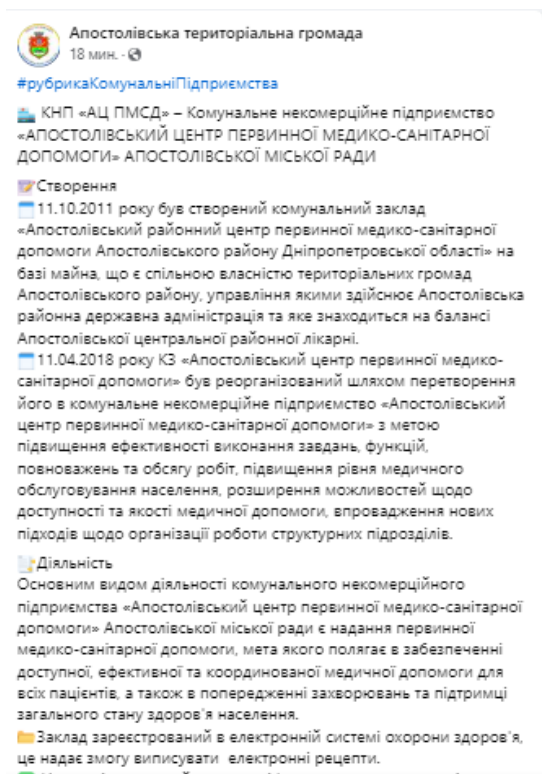 Апостолівська територіальна громада
18 мин. ·
#рубрикаКомунальніПідприємства
КНП «АЦ ПМСД» – Комунальне некомерційне підприємство
«АПОСТОЛІВСЬКИЙ ЦЕНТР ПЕРВИННОЇ МЕДИКО-САНІТАРНОЇ
ДОПОМОГИ» АПОСТОЛІВСЬКОЇ МІСЬКОЇ РАДИ
Створення
11.10.2011 року був створений комунальний заклад
«Апостолівський районний центр первинної медико-санітарної
допомоги Апостолівського району Дніпропетровської області» на
базі майна, що є спільною власністю територіальних громад
Апостолівського району, управління якими здійснює Апостолівська
районна державна адміністрація та яке знаходиться на балансі
Апостолівської центральної районної лікарні.
11.04.2018 року КЗ «Апостолівський центр первинної медико-
санітарної допомоги» був реорганізований шляхом перетворення
його в комунальне некомерційне підприємство «Апостолівський
центр первинної медико-санітарної допомоги» з метою
підвищення ефективності виконання завдань, функцій,
повноважень та обсягу робіт, підвищення рівня медичного
обслуговування населення, розширення можливостей щодо
доступності та якості медичної допомоги, впровадження нових
підходів щодо організації роботи структурних підрозділів.
Діяльність
Основним видом діяльності комунального некомерційного
підприємства «Апостолівський центр первинної медико-санітарної
допомоги» Апостолівської міської ради є надання первинної
медико-санітарної допомоги, мета якого полягає в забезпеченні
доступної, ефективної та координованої медичної допомоги для
всіх пацієнтів, а також в попередженні захворювань та підтримці
загального стану здоров'я населення.
Заклад зареєстрований в електронній системі охорони здоров'я,
це надає змогу виписувати електронні рецепти.